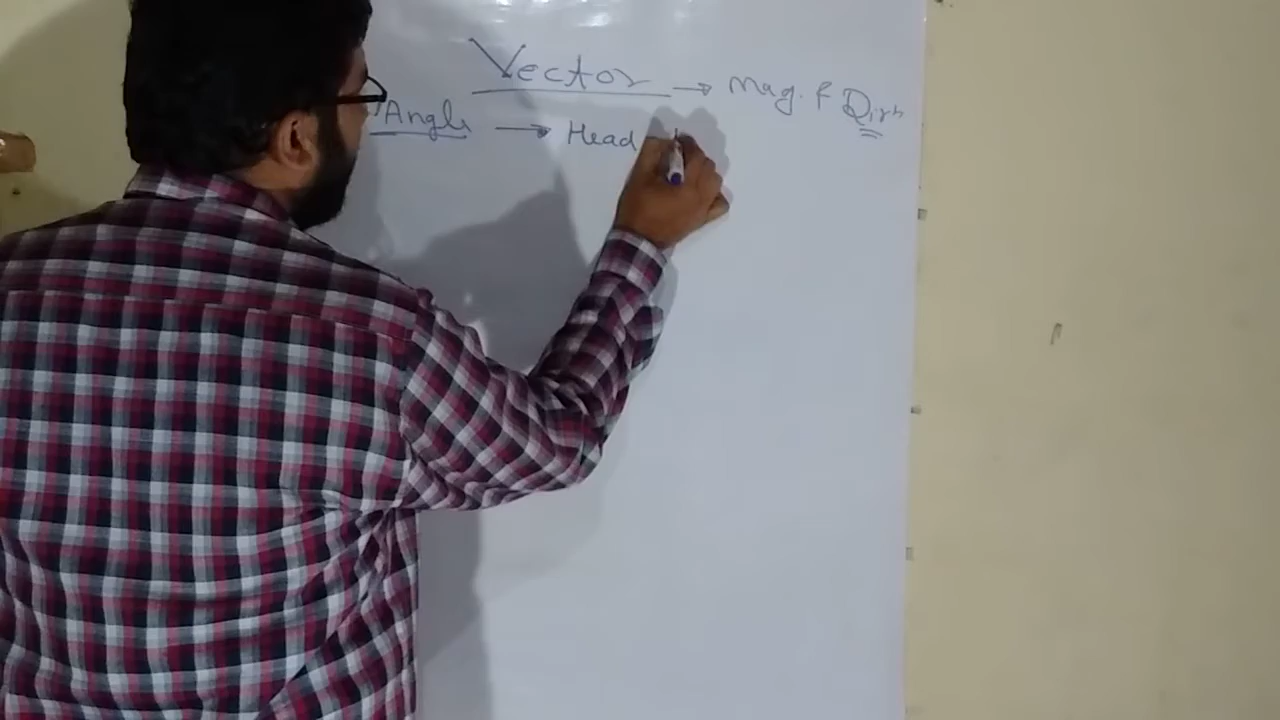 Vector → Mag. & Dirn
Angle → Head